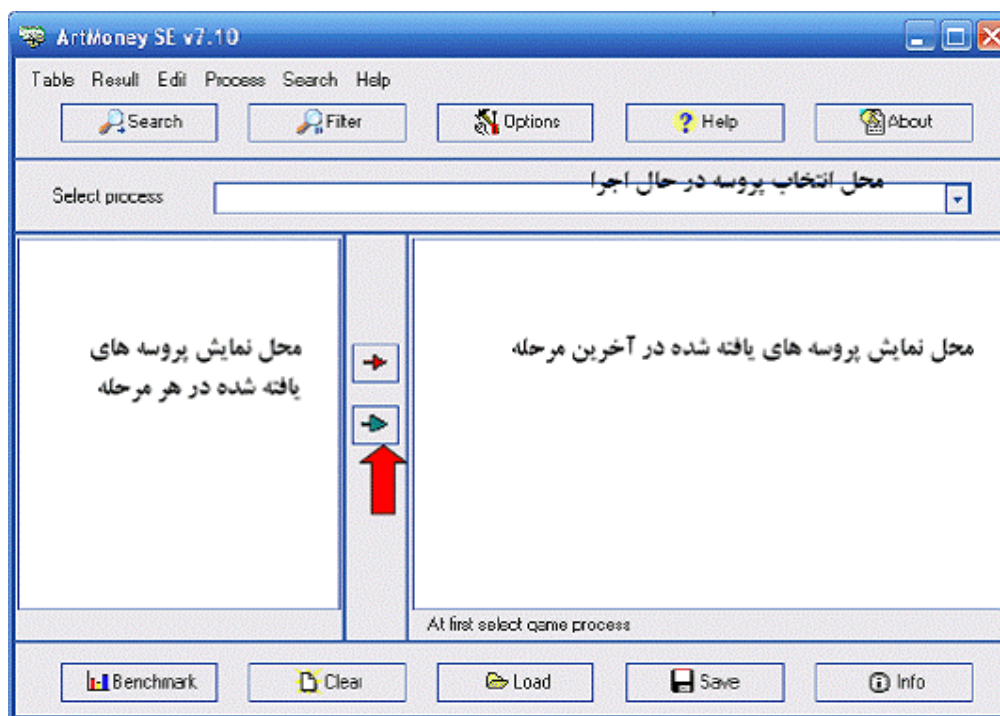 ArtMoney SE v7.10
Table Result Edit Process Search Help
Search Filter Options Help About
محل انتخاب پروسه در حال اجرا
Select process
محل نمایش پروسه های
یافته شده در هر مرحله
محل نمایش پروسه های یافته شده در آخرین مرحله
At first select game process
Benchmark Clear Load Save Info